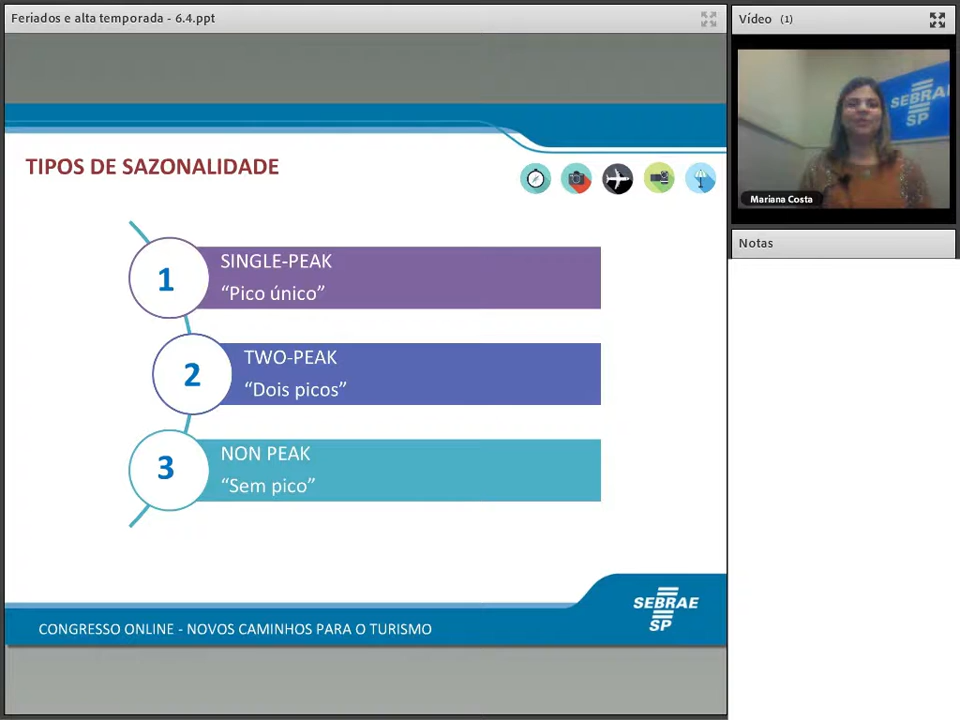 Feriados e alta temporada - 6.4.ppt
Vídeo (1)
SEBRAE
SP
Mariana Costa
Notas
TIPOS DE SAZONALIDADE
1
SINGLE-PEAK
“Pico único”
2
TWO-PEAK
“Dois picos”
3
NON PEAK
“Sem pico”
SEBRAE
SP
CONGRESSO ONLINE - NOVOS CAMINHOS PARA O TURISMO